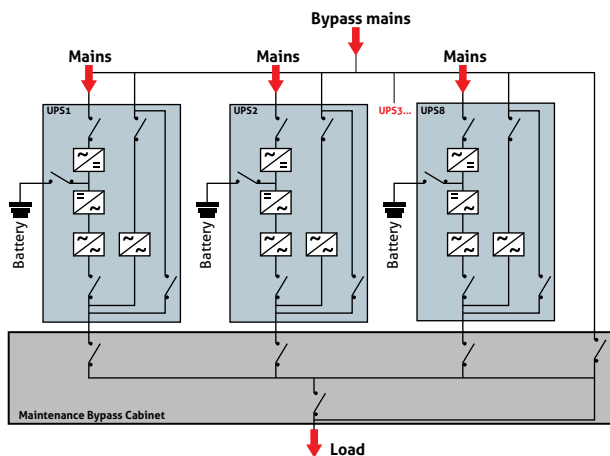 Bypass mains
Mains
Mains
Mains
UPS1
UPS2
UPS3...
UPS8
Battery
Battery
Battery
Maintenance Bypass Cabinet
Load